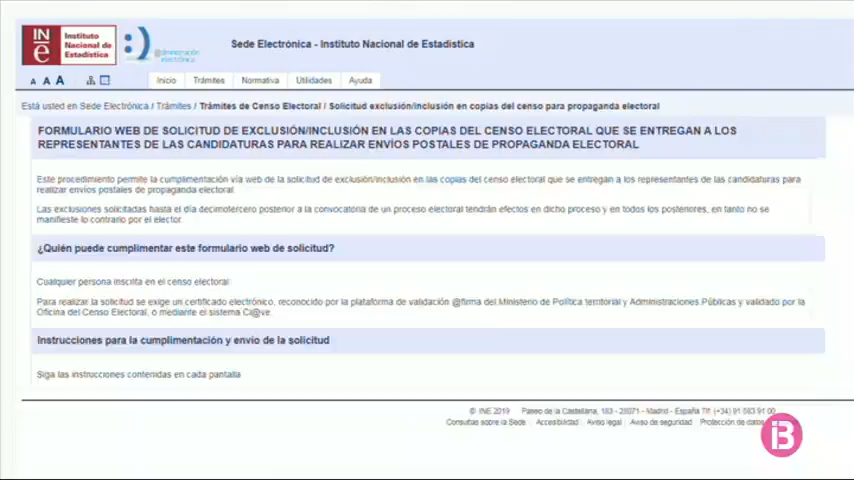 INe Instituto Nacional de Estadística
@dministración electrónica
Sede Electrónica - Instituto Nacional de Estadística
A A A
Inicio Trámites Normativa Utilidades Ayuda
Está usted en Sede Electrónica / Trámites / Trámites de Censo Electoral / Solicitud exclusión/inclusión en copias del censo para propaganda electoral
FORMULARIO WEB DE SOLICITUD DE EXCLUSIÓN/INCLUSIÓN EN LAS COPIAS DEL CENSO ELECTORAL QUE SE ENTREGAN A LOS
REPRESENTANTES DE LAS CANDIDATURAS PARA REALIZAR ENVÍOS POSTALES DE PROPAGANDA ELECTORAL
Este procedimiento permite la cumplimentación vía web de la solicitud de exclusión/inclusión en las copias del censo electoral que se entregan a los representantes de las candidaturas para
realizar envíos postales de propaganda electoral.
Las exclusiones solicitadas hasta el día decimotercero posterior a la convocatoria de un proceso electoral tendrán efectos en dicho proceso y en todos los posteriores, en tanto no se
manifieste lo contrario por el elector.
¿Quién puede cumplimentar este formulario web de solicitud?
Cualquier persona inscrita en el censo electoral
Para realizar la solicitud se exige un certificado electrónico, reconocido por la plataforma de validación @firma del Ministerio de Política territorial y Administraciones Públicas y validado por la
Oficina del Censo Electoral, o mediante el sistema Cl@ve
Instrucciones para la cumplimentación y envío de la solicitud
Siga las instrucciones contenidas en cada pantalla
© INE 2019 Paseo de la Castellana, 183 - 28071 - Madrid - España Tlf: (+34) 91 583 91 00
Consultas sobre la Sede Accesibilidad Aviso legal Aviso de seguridad Protección de datos
IB